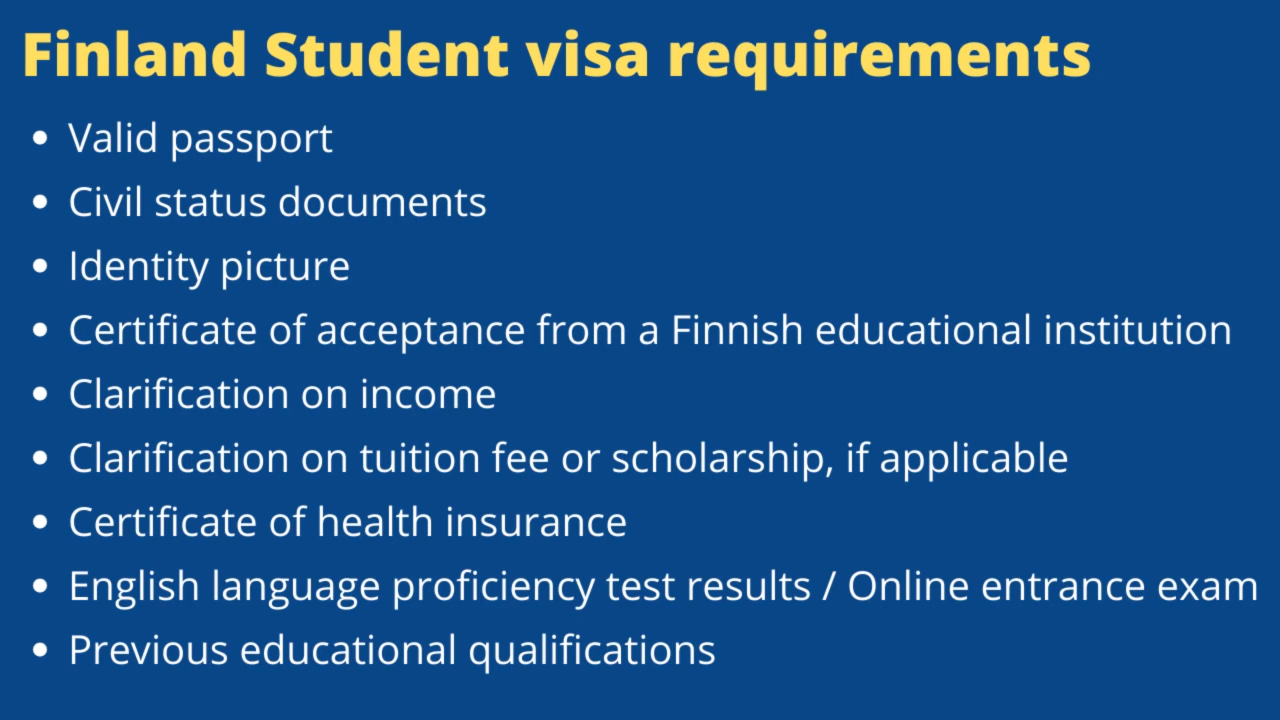 Finland Student visa requirements
• Valid passport
• Civil status documents
• Identity picture
• Certificate of acceptance from a Finnish educational institution
• Clarification on income
• Clarification on tuition fee or scholarship, if applicable
• Certificate of health insurance
• English language proficiency test results / Online entrance exam
• Previous educational qualifications